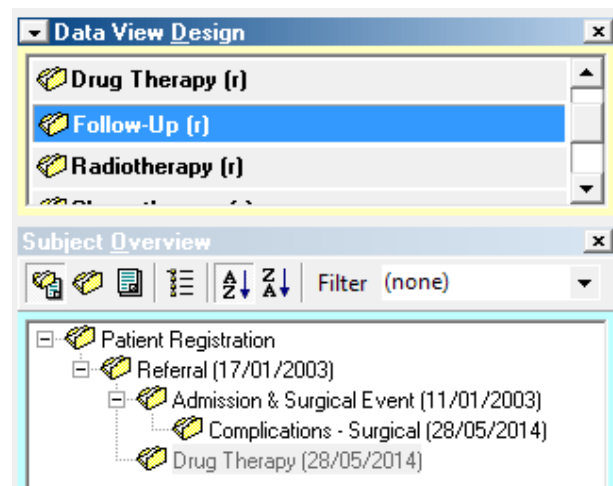 Data View Design
Drug Therapy (r)
Follow-Up (r)
Radiotherapy (r)
Subject Overview
A Z Z A Filter (none)
Patient Registration
Referral (17/01/2003)
Admission & Surgical Event (11/01/2003)
Complications - Surgical (28/05/2014)
Drug Therapy (28/05/2014)